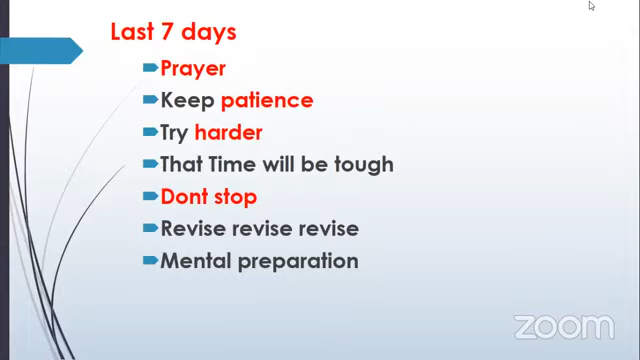 Last 7 days
Prayer
Keep patience
Try harder
That Time will be tough
Dont stop
Revise revise revise
Mental preparation
zoom